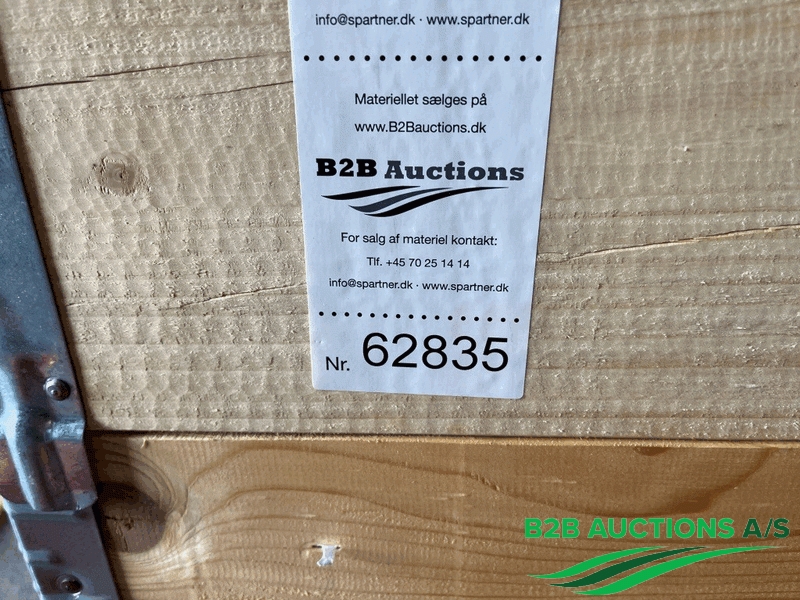 info@spartner.dk · www.spartner.dk
Materiellet sælges på
www.B2Bauctions.dk
B2B Auctions
For salg af materiel kontakt:
Tlf. +45 70 25 14 14
info@spartner.dk · www.spartner.dk
Nr. 62835
B2B AUCTIONS A/S